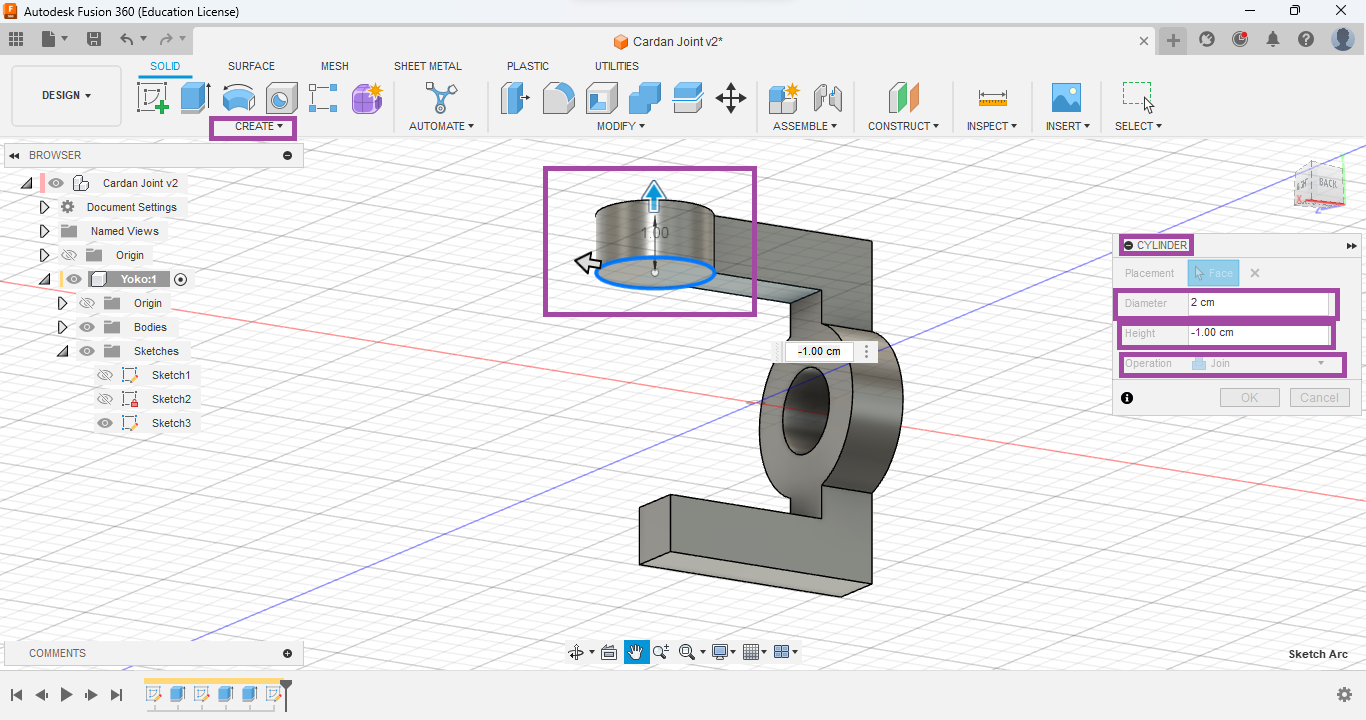 Autodesk Fusion 360 (Education License)
Cardan Joint v2*
SOLID SURFACE MESH SHEET METAL PLASTIC UTILITIES
DESIGN
CREATE AUTOMATE MODIFY ASSEMBLE CONSTRUCT INSPECT INSERT SELECT
BROWSER
Cardan Joint v2
Document Settings
Named Views
Origin
Yoko:1
Origin
Bodies
Sketches
Sketch1
Sketch2
Sketch3
1.00
-1.00 cm
BACK
CYLINDER
Placement Face
Diameter 2 cm
Height -1.00 cm
Operation Join
OK Cancel
COMMENTS
Sketch Arc